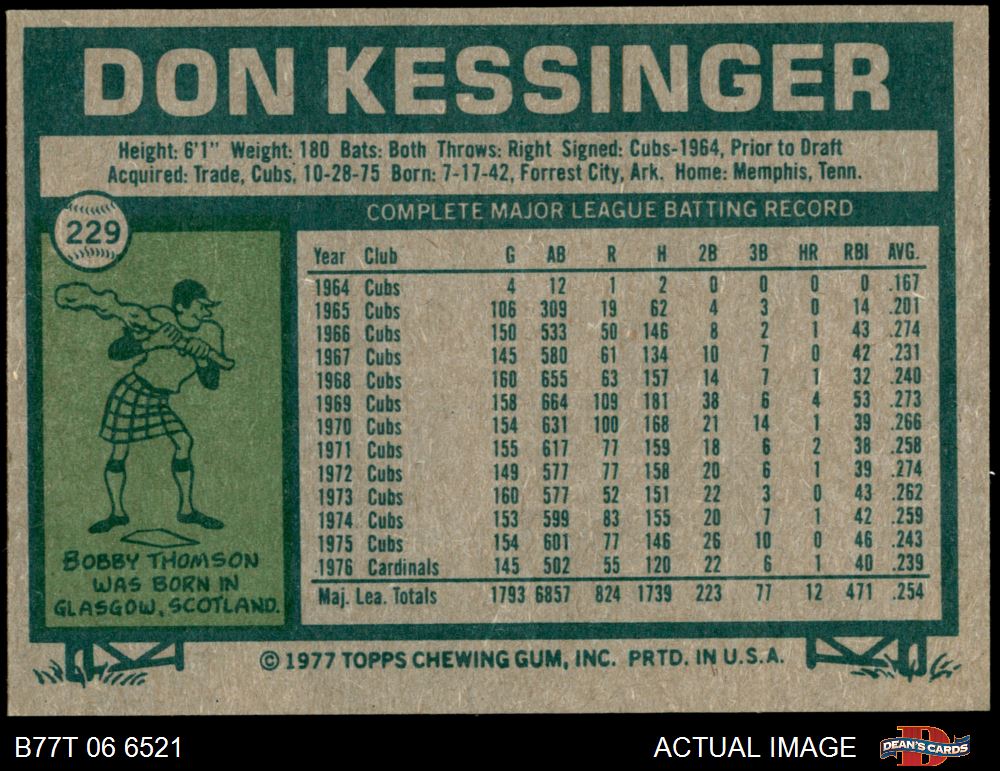 DON KESSINGER
Height: 6'1" Weight: 180 Bats: Both Throws: Right Signed: Cubs-1964, Prior to Draft
Acquired: Trade, Cubs, 10-28-75 Born: 7-17-42, Forrest City, Ark. Home: Memphis, Tenn.
229
COMPLETE MAJOR LEAGUE BATTING RECORD
Year Club G AB R H 2B 3B HR RBI AVG.
1964 Cubs 4 12 1 2 0 0 0 0 .167
1965 Cubs 106 309 19 62 4 3 0 14 .201
1966 Cubs 150 533 50 146 8 2 1 43 .274
1967 Cubs 145 580 61 134 10 7 0 42 .231
1968 Cubs 160 655 63 157 14 7 1 32 .240
1969 Cubs 158 664 109 181 38 6 4 53 .273
1970 Cubs 154 631 100 168 21 14 1 39 .266
1971 Cubs 155 617 77 159 18 6 2 38 .258
1972 Cubs 149 577 77 158 20 6 1 39 .274
1973 Cubs 160 577 52 151 22 3 0 43 .262
1974 Cubs 153 599 83 155 20 7 1 42 .259
1975 Cubs 154 601 77 146 26 10 0 46 .243
1976 Cardinals 145 502 55 120 22 6 1 40 .239
Maj. Lea. Totals 1793 6857 824 1739 223 77 12 471 .254
BOBBY THOMSON
WAS BORN IN
GLASGOW, SCOTLAND.
© 1977 TOPPS CHEWING GUM, INC. PRTD. IN U.S.A.
B77T 06 6521
ACTUAL IMAGE
DEAN'S CARDS